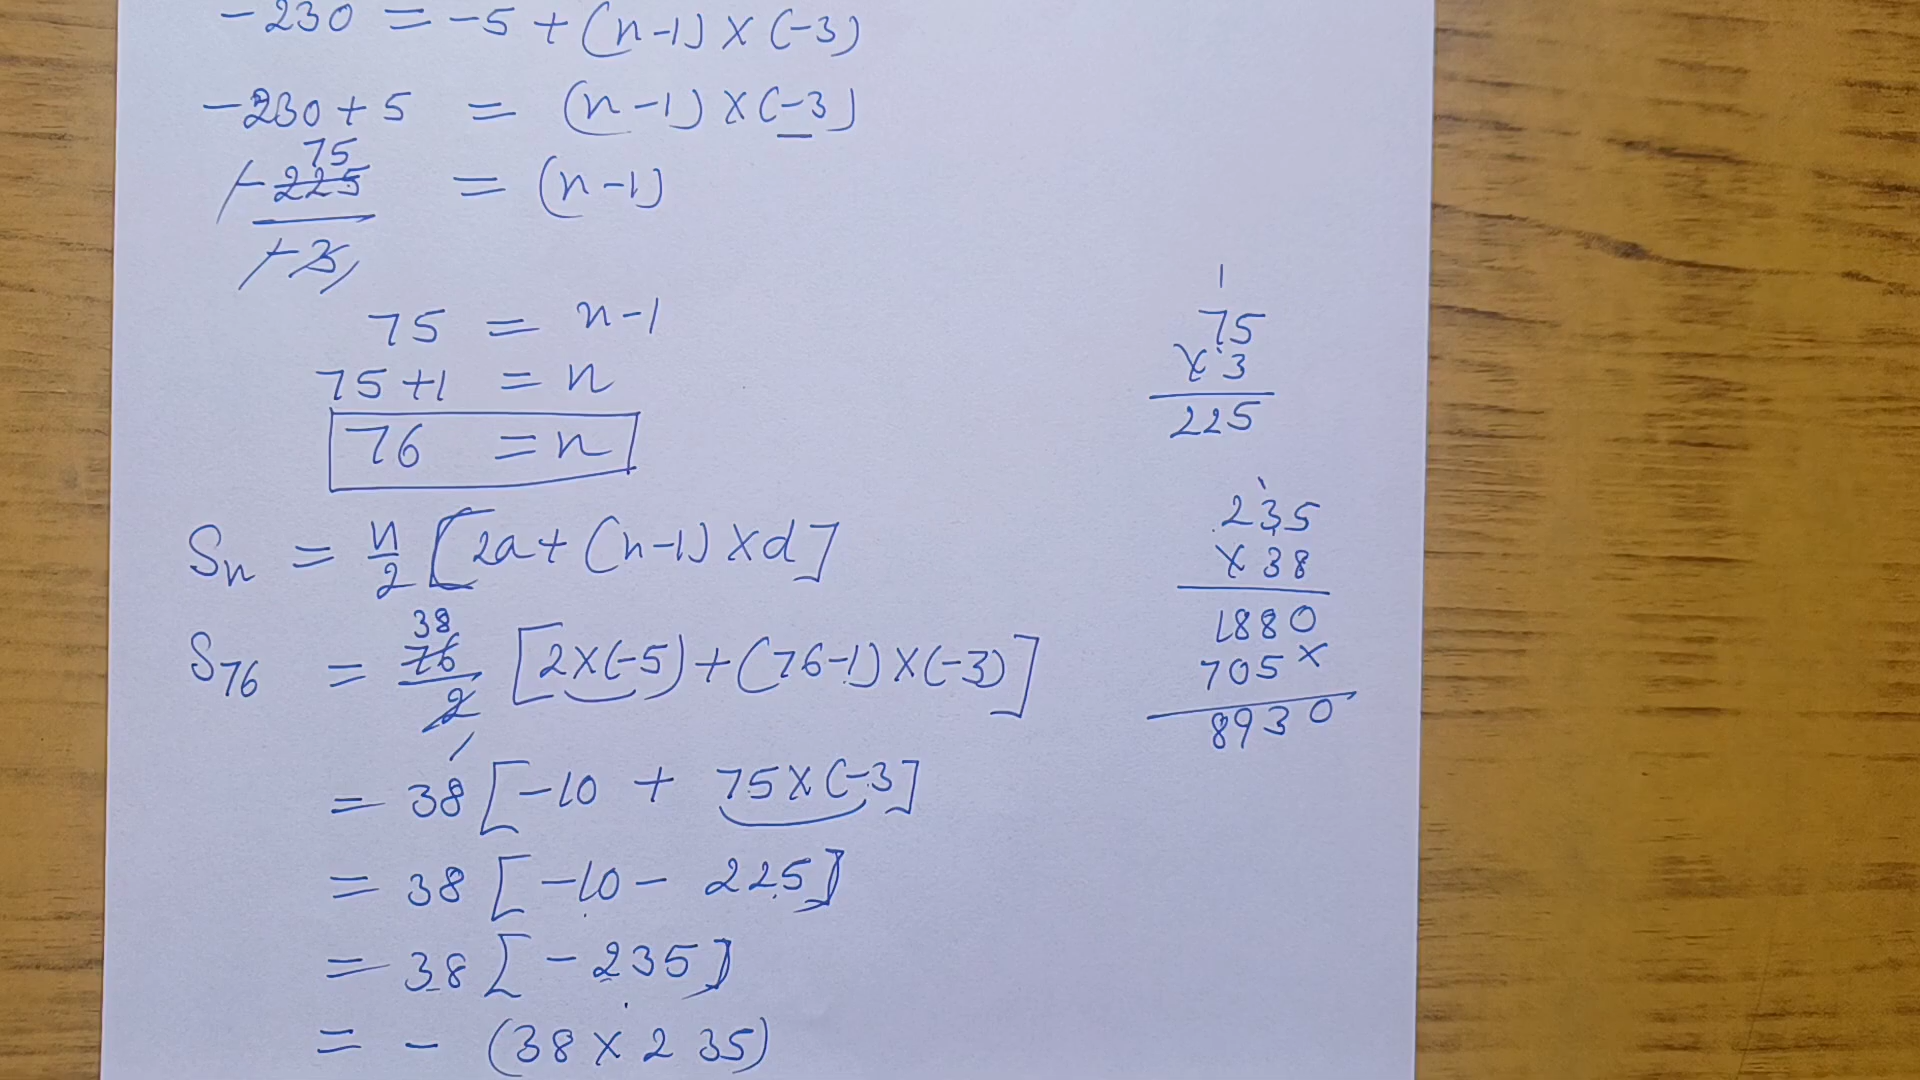 -230 = -5 + (n-1) × (-3)
-230 + 5 = (n-1) × (-3)
75
-225 = (n-1)
-3
75 = n-1
75+1 = n
76 = n
Sn = n/2 [2a + (n-1) × d]
38
S76 = 76/2 [2×(-5) + (76-1) × (-3)]
1
= 38 [-10 + 75×(-3]
= 38 [-10 - 225]
= 38 [-235]
= - (38 × 235)
1
75
× 3
225
235
× 38
1880
705×
8930